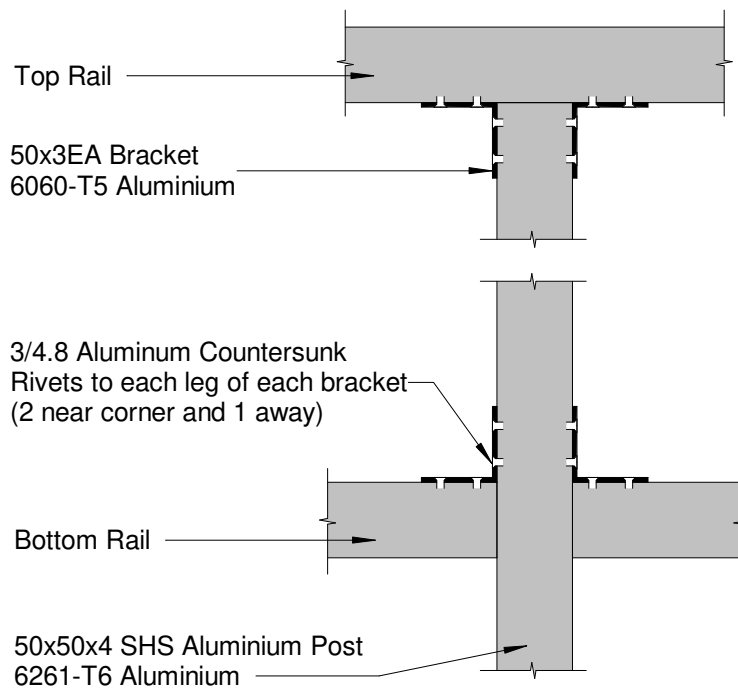 Top Rail
50x3EA Bracket
6060-T5 Aluminium
3/4.8 Aluminum Countersunk
Rivets to each leg of each bracket
(2 near corner and 1 away)
Bottom Rail
50x50x4 SHS Aluminium Post
6261-T6 Aluminium